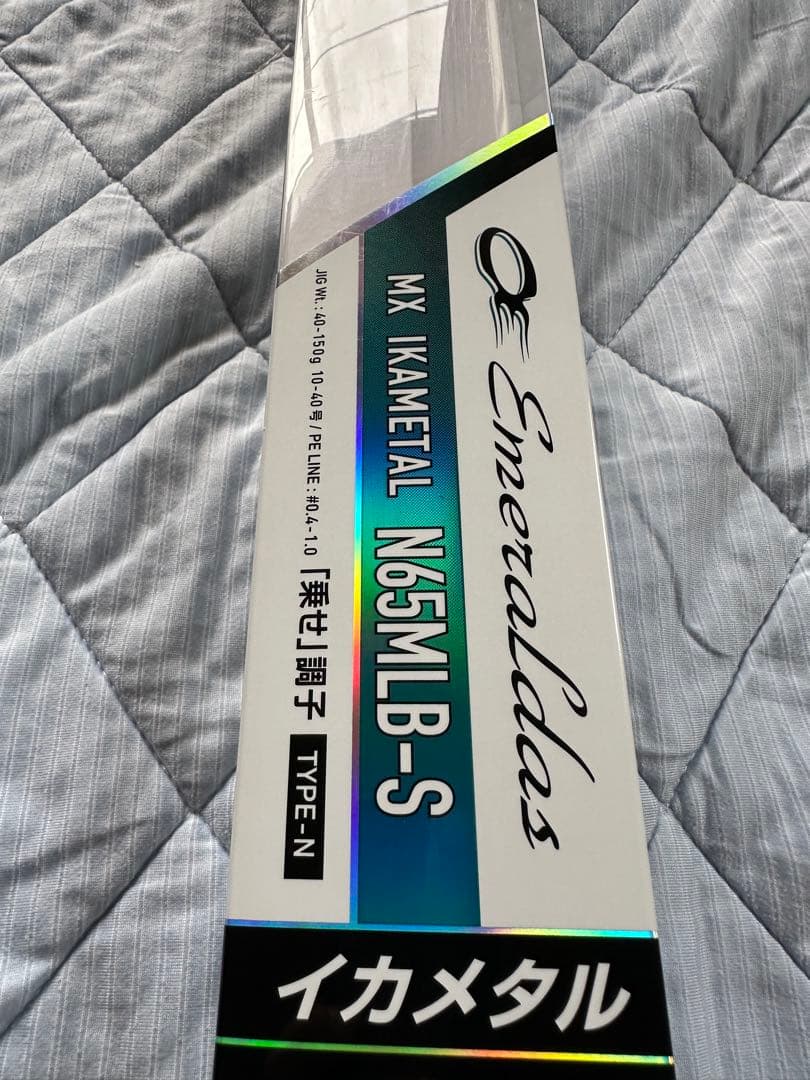 Emeraldas
MX IKAMETAL N65MLB-S
JIG Wt.: 40-150g 10-40号 / PE LINE: #0.4-1.0 「乗せ」調子 TYPE-N
イカメタル